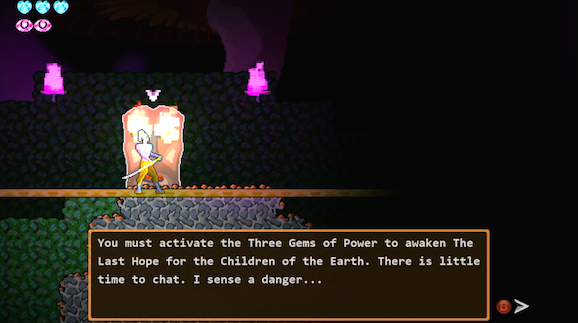 You must activate the Three Gems of Power to awaken The
Last Hope for the Children of the Earth. There is little
time to chat. I sense a danger...
B >